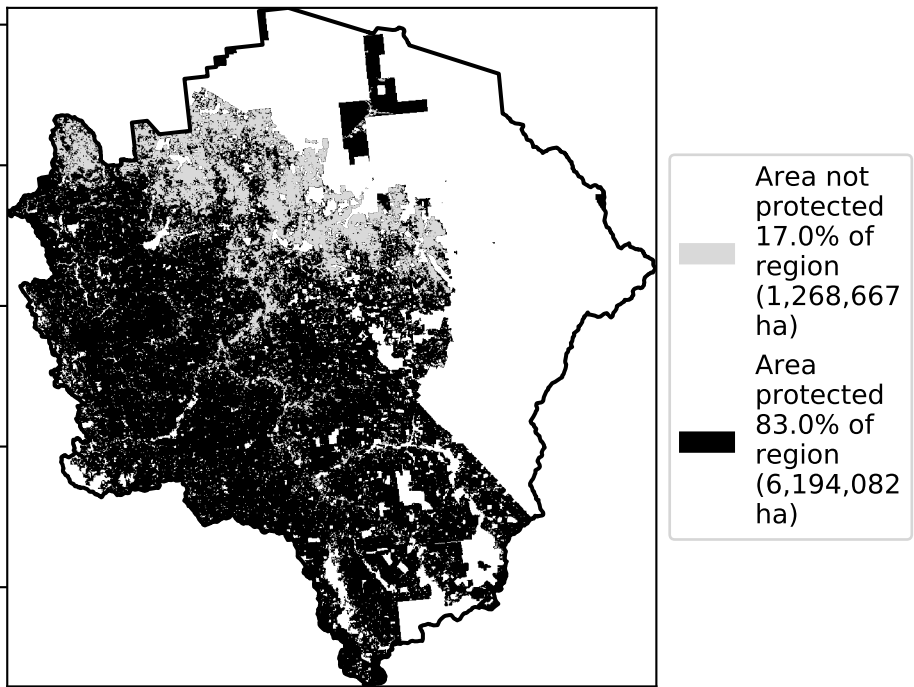 Area not
protected
17.0% of
region
(1,268,667
ha)
Area
protected
83.0% of
region
(6,194,082
ha)